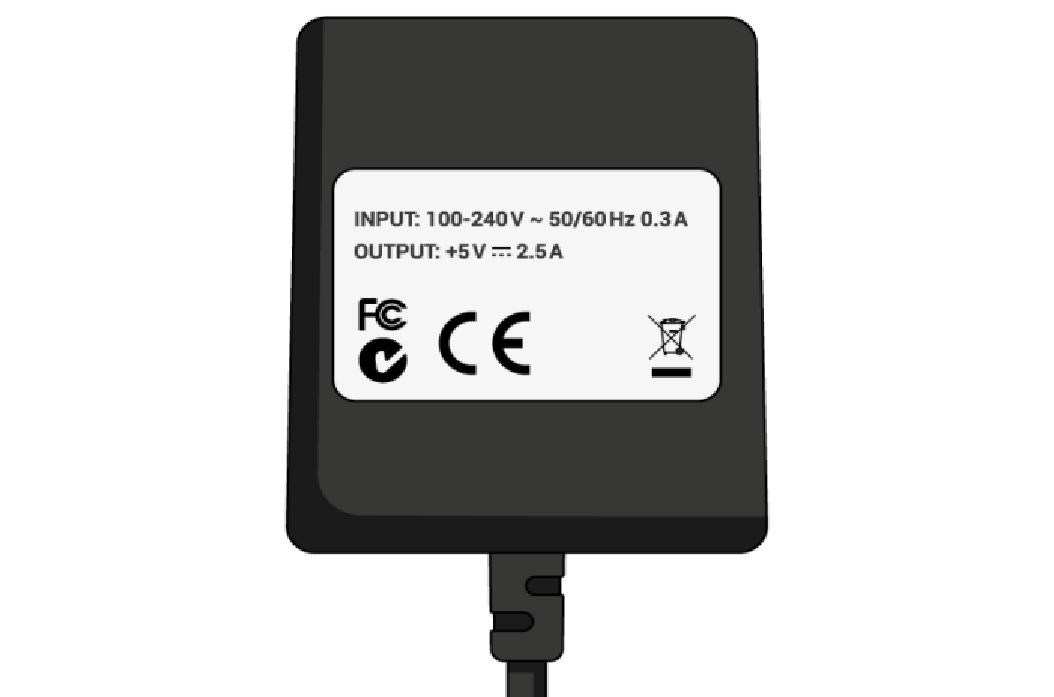 INPUT: 100-240V ~ 50/60Hz 0.3A
OUTPUT: +5V ⎓ 2.5A
FC
CE